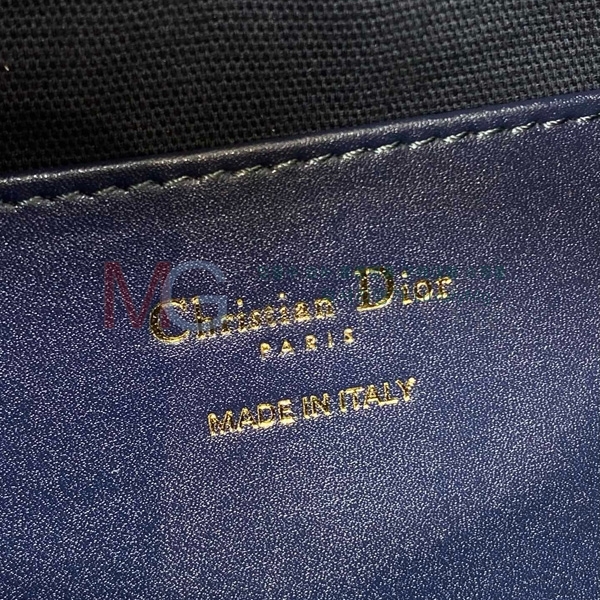 MG
Christian Dior
PARIS
MADE IN ITALY